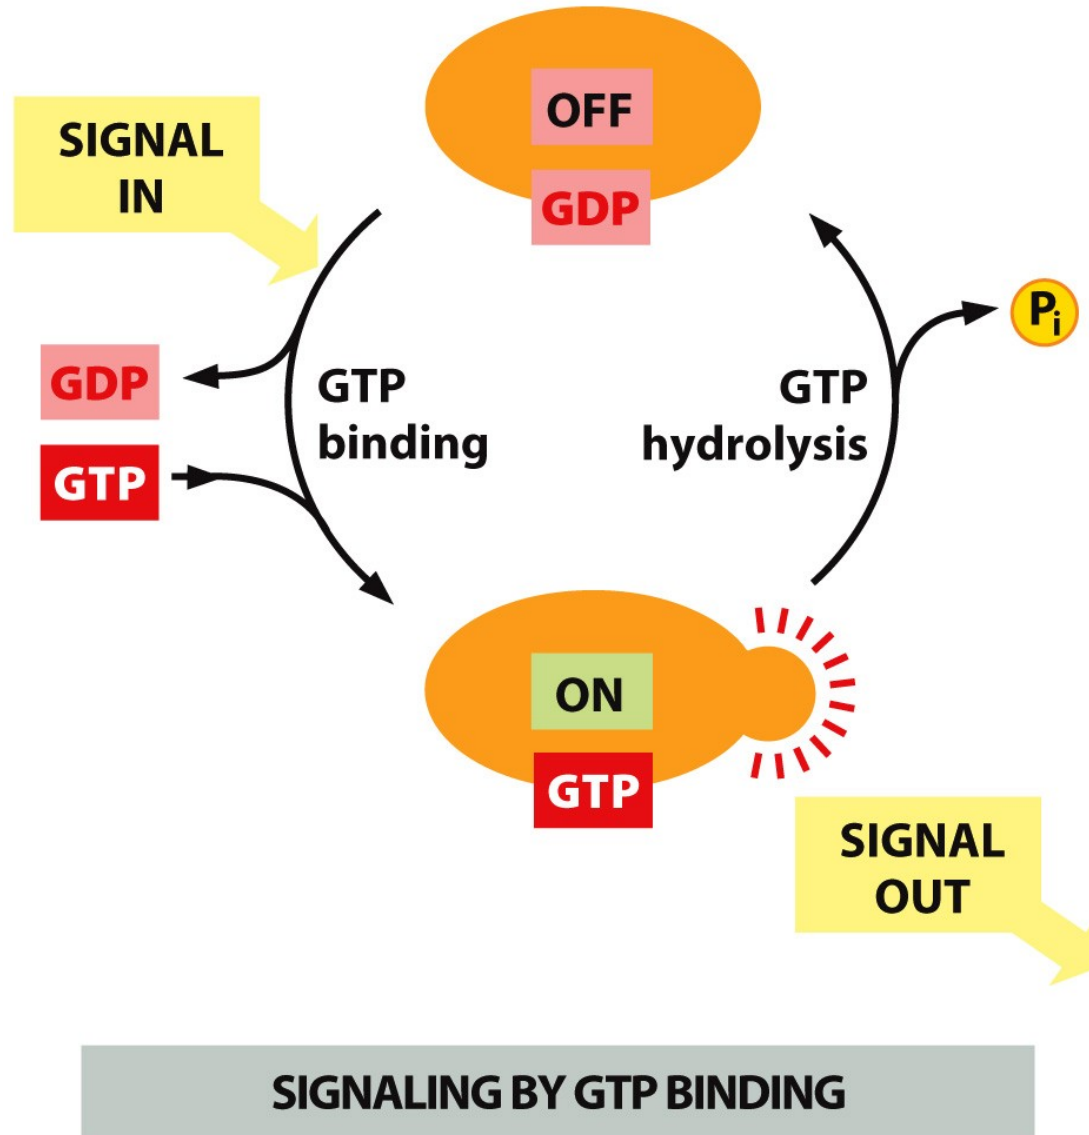 OFF
GDP
SIGNAL
IN
GDP
GTP
GTP
binding
GTP
hydrolysis
Pi
ON
GTP
SIGNAL
OUT
SIGNALING BY GTP BINDING